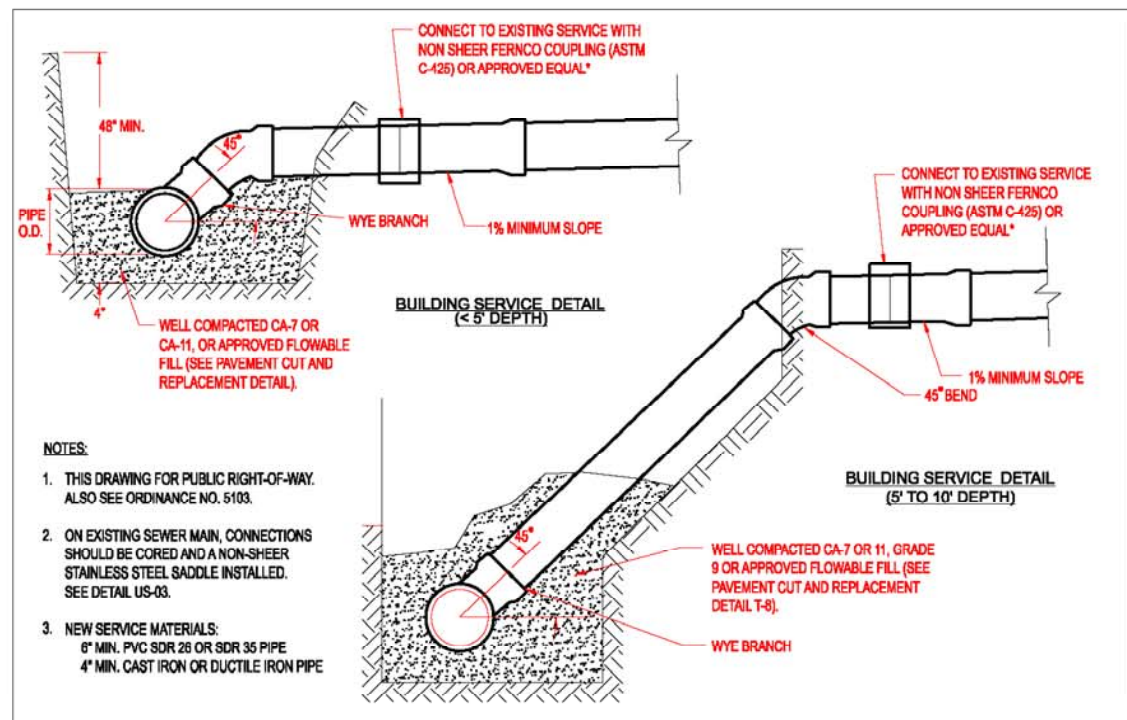 CONNECT TO EXISTING SERVICE WITH
NON SHEER FERNCO COUPLING (ASTM
C-425) OR APPROVED EQUAL*
48" MIN.
45°
PIPE
O.D.
WYE BRANCH
1% MINIMUM SLOPE
4"
WELL COMPACTED CA-7 OR
CA-11, OR APPROVED FLOWABLE
FILL (SEE PAVEMENT CUT AND
REPLACEMENT DETAIL).
BUILDING SERVICE DETAIL
(< 5' DEPTH)
CONNECT TO EXISTING SERVICE
WITH NON SHEER FERNCO
COUPLING (ASTM C-425) OR
APPROVED EQUAL*
1% MINIMUM SLOPE
45° BEND
BUILDING SERVICE DETAIL
(5' TO 10' DEPTH)
45°
WELL COMPACTED CA-7 OR 11, GRADE
9 OR APPROVED FLOWABLE FILL (SEE
PAVEMENT CUT AND REPLACEMENT
DETAIL T-8).
WYE BRANCH
NOTES:
1. THIS DRAWING FOR PUBLIC RIGHT-OF-WAY.
ALSO SEE ORDINANCE NO. 5103.
2. ON EXISTING SEWER MAIN, CONNECTIONS
SHOULD BE CORED AND A NON-SHEER
STAINLESS STEEL SADDLE INSTALLED.
SEE DETAIL US-03.
3. NEW SERVICE MATERIALS:
6" MIN. PVC SDR 26 OR SDR 35 PIPE
4" MIN. CAST IRON OR DUCTILE IRON PIPE